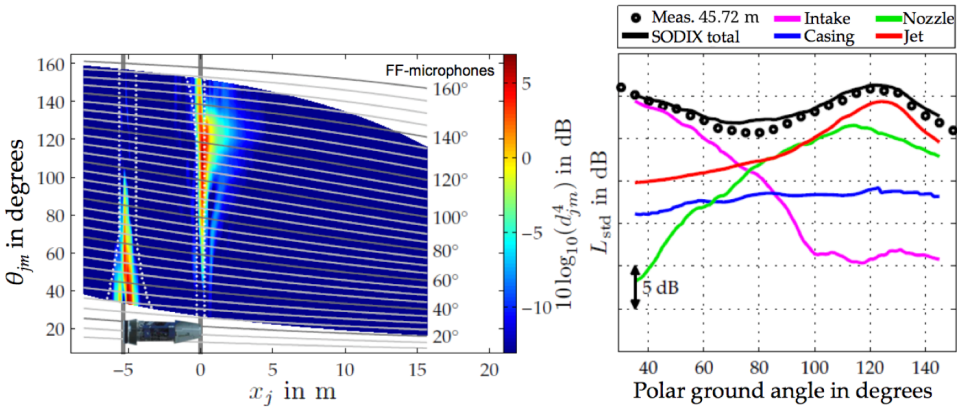 FF-microphones
160
140
120
100
80
60
40
20
160°
140°
120°
100°
80°
60°
40°
20°
θjm in degrees
−5 0 5 10 15 20
xj in m
5
0
−5
−10
10 log10(d⁴jm) in dB
Meas. 45.72 m Intake Nozzle
SODIX total Casing Jet
Lstd in dB
5 dB
40 60 80 100 120 140
Polar ground angle in degrees